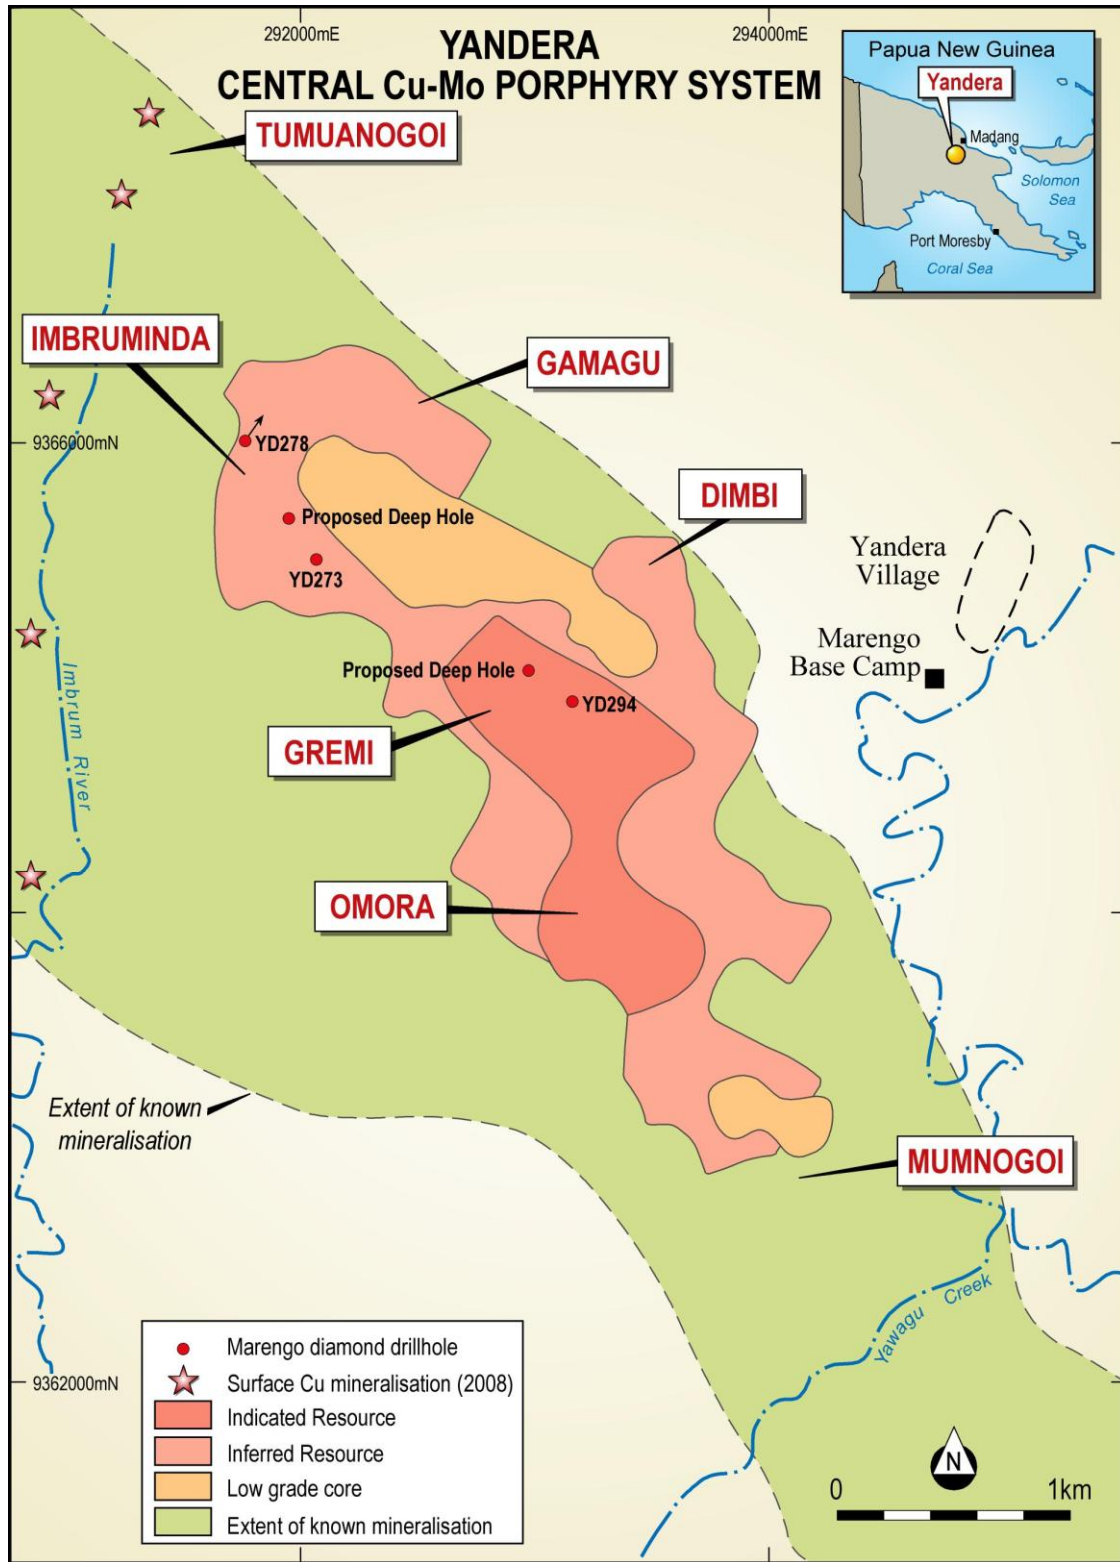 292000mE
294000mE
YANDERA
CENTRAL Cu-Mo PORPHYRY SYSTEM
Papua New Guinea
Yandera
Madang
Solomon
Sea
Port Moresby
Coral Sea
TUMUANOGOI
IMBRUMINDA
GAMAGU
9366000mN
YD278
DIMBI
Proposed Deep Hole
YD273
Yandera
Village
Marengo
Base Camp
Proposed Deep Hole
YD294
Imbrum River
GREMI
OMORA
Extent of known
mineralisation
MUMNOGOI
Yawagu Creek
9362000mN
Marengo diamond drillhole
Surface Cu mineralisation (2008)
Indicated Resource
Inferred Resource
Low grade core
Extent of known mineralisation
N
0 1km